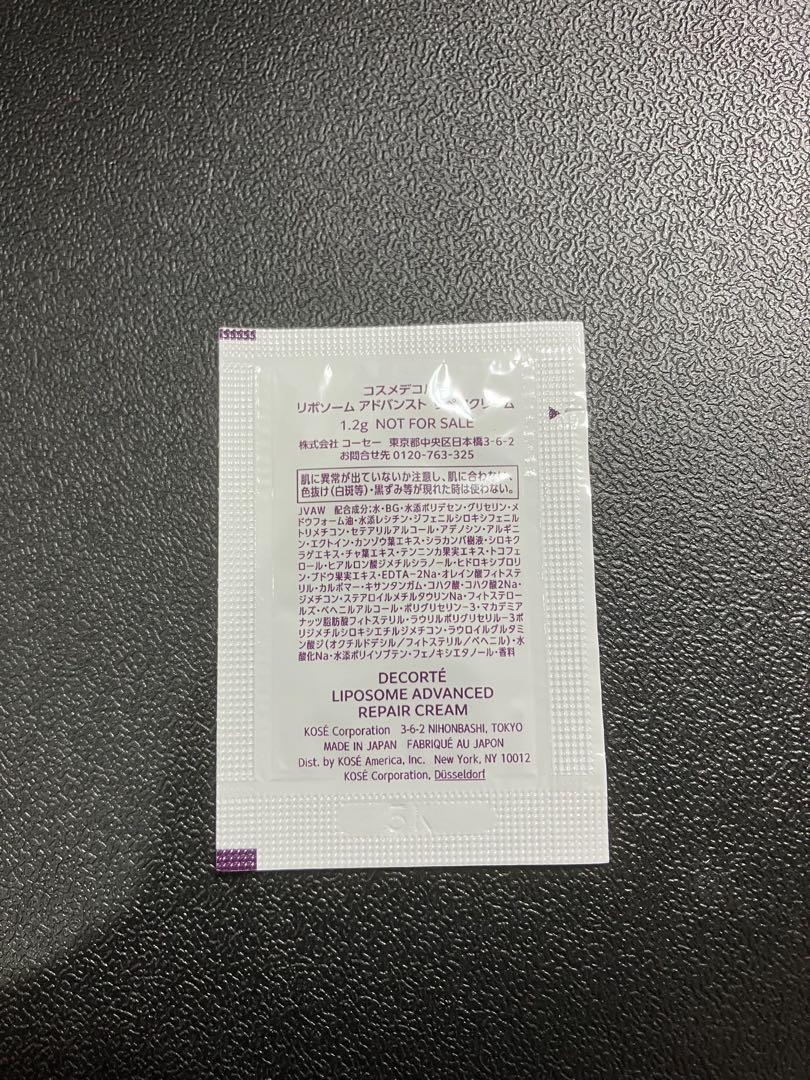 コスメデコル
リポソーム アドバンスト リペアクリーム
1.2g NOT FOR SALE
株式会社 コーセー 東京都中央区日本橋3-6-2
お問合せ先 0120-763-325
肌に異常が出ていないか注意し、肌に合わない、
色抜け(白斑等)・黒ずみ等が現れた時は使わない。
JVAW 配合成分:水・BG・水添ポリデセン・グリセリン・メ
ドウフォーム油・水添レシチン・ジフェニルシロキシフェニル
トリメチコン・セテアリルアルコール・アデノシン・アルギニ
ン・エクトイン・カンゾウ葉エキス・シラカンバ樹液・シロキク
ラゲエキス・チャ葉エキス・テンニンカ果実エキス・トコフェ
ロール・ヒアルロン酸ジメチルシラノール・ヒドロキシプロリ
ン・ブドウ果実エキス・EDTA-2Na・オレイン酸フィトステ
リル・カルボマー・キサンタンガム・コハク酸・コハク酸2Na・
ジメチコン・ステアロイルメチルタウリンNa・フィトステロー
ルズ・ベヘニルアルコール・ポリグリセリン-3・マカデミア
ナッツ脂肪酸フィトステリル・ラウリルポリグリセリル-3ポ
リジメチルシロキシエチルジメチコン・ラウロイルグルタミ
ン酸ジ(オクチルドデシル/フィトステリル/ベヘニル)・水
酸化Na・水添ポリイソブテン・フェノキシエタノール・香料
DECORTÉ
LIPOSOME ADVANCED
REPAIR CREAM
KOSÉ Corporation 3-6-2 NIHONBASHI, TOKYO
MADE IN JAPAN FABRIQUÉ AU JAPON
Dist. by KOSÉ America, Inc. New York, NY 10012
KOSÉ Corporation, Düsseldorf